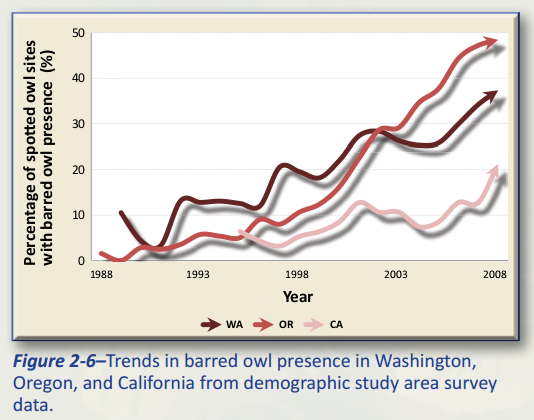 50
40
30
20
10
0
Percentage of spotted owl sites
with barred owl presence (%)
1988 1993 1998 2003 2008
Year
WA OR CA
Figure 2-6–Trends in barred owl presence in Washington,
Oregon, and California from demographic study area survey
data.